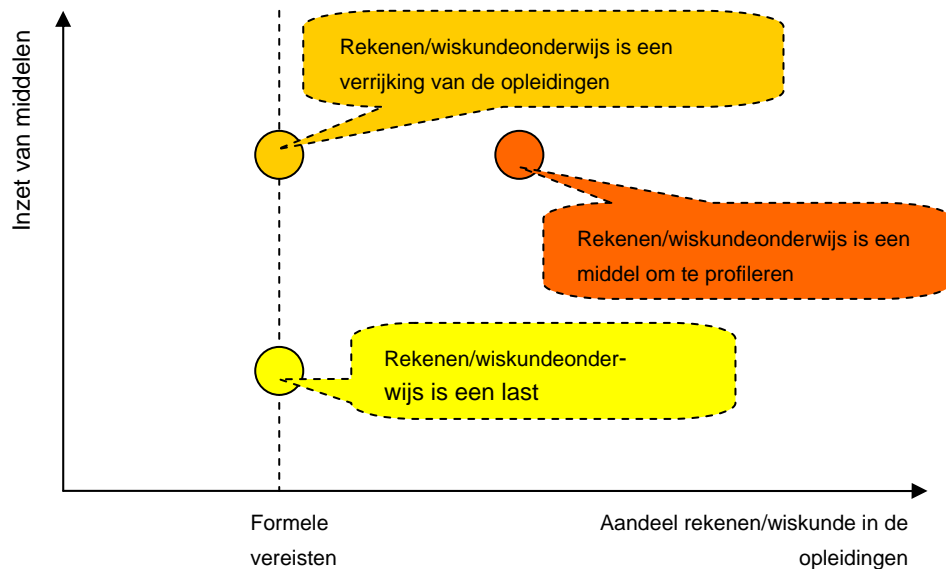 Inzet van middelen
Rekenen/wiskundeonderwijs is een
verrijking van de opleidingen
Rekenen/wiskundeonderwijs is een
middel om te profileren
Rekenen/wiskundeonder-
wijs is een last
Formele
vereisten
Aandeel rekenen/wiskunde in de
opleidingen